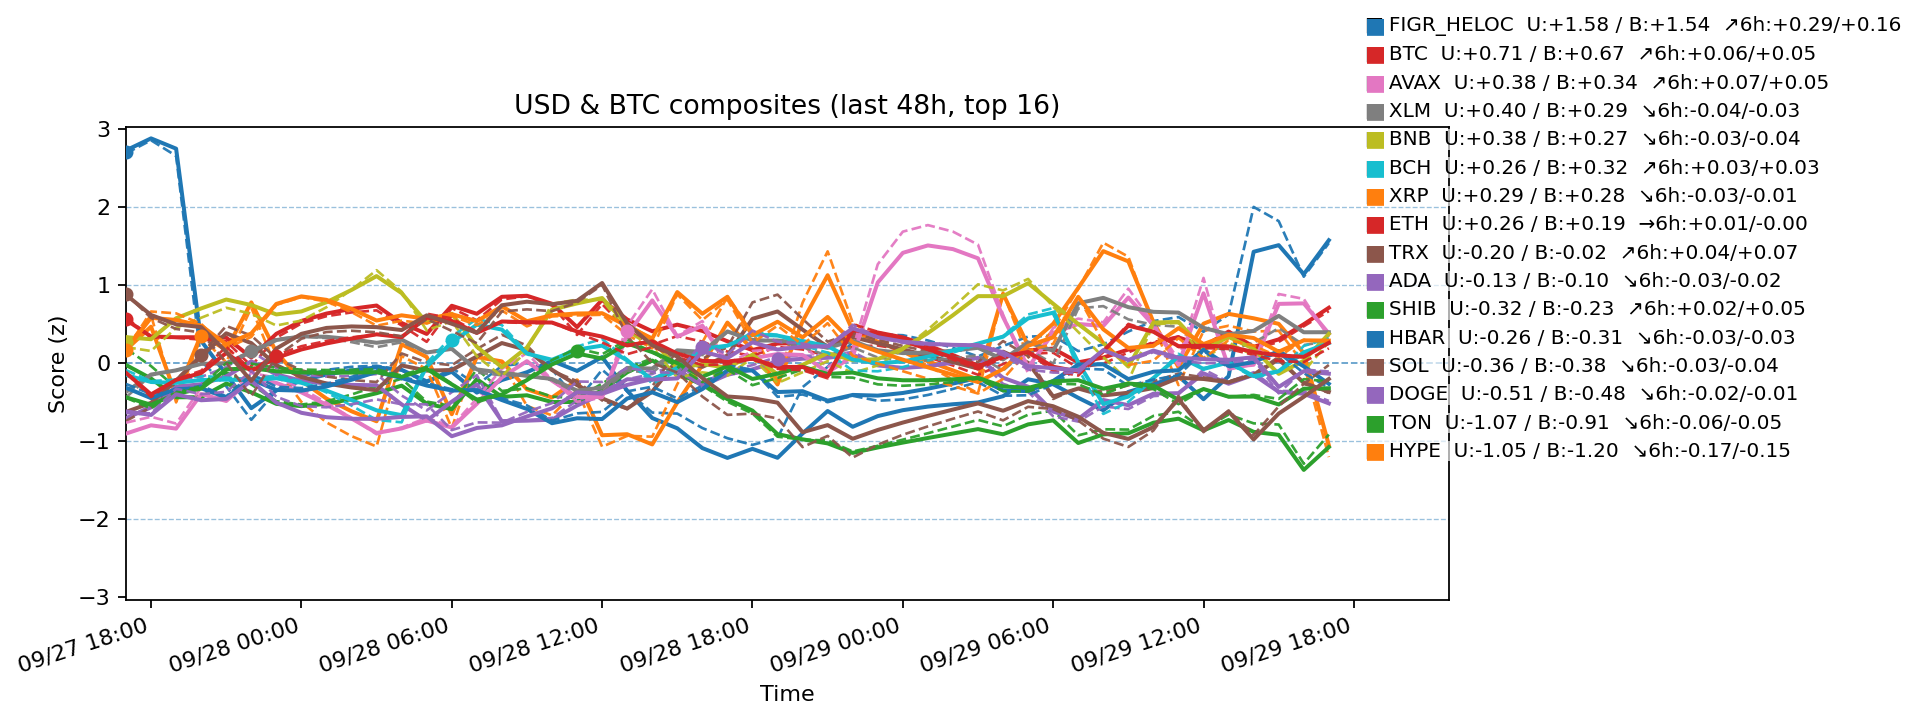 FIGR_HELOC U:+1.58 / B:+1.54 ↗6h:+0.29/+0.16
BTC U:+0.71 / B:+0.67 ↗6h:+0.06/+0.05
AVAX U:+0.38 / B:+0.34 ↗6h:+0.07/+0.05
XLM U:+0.40 / B:+0.29 ↘6h:-0.04/-0.03
BNB U:+0.38 / B:+0.27 ↘6h:-0.03/-0.04
BCH U:+0.26 / B:+0.32 ↗6h:+0.03/+0.03
XRP U:+0.29 / B:+0.28 ↘6h:-0.03/-0.01
ETH U:+0.26 / B:+0.19 →6h:+0.01/-0.00
TRX U:-0.20 / B:-0.02 ↗6h:+0.04/+0.07
ADA U:-0.13 / B:-0.10 ↘6h:-0.03/-0.02
SHIB U:-0.32 / B:-0.23 ↗6h:+0.02/+0.05
HBAR U:-0.26 / B:-0.31 ↘6h:-0.03/-0.03
SOL U:-0.36 / B:-0.38 ↘6h:-0.03/-0.04
DOGE U:-0.51 / B:-0.48 ↘6h:-0.02/-0.01
TON U:-1.07 / B:-0.91 ↘6h:-0.06/-0.05
HYPE U:-1.05 / B:-1.20 ↘6h:-0.17/-0.15
USD & BTC composites (last 48h, top 16)
Score (z)
3
2
1
0
−1
−2
−3
09/27 18:00
09/28 00:00
09/28 06:00
09/28 12:00
09/28 18:00
09/29 00:00
09/29 06:00
09/29 12:00
09/29 18:00
Time